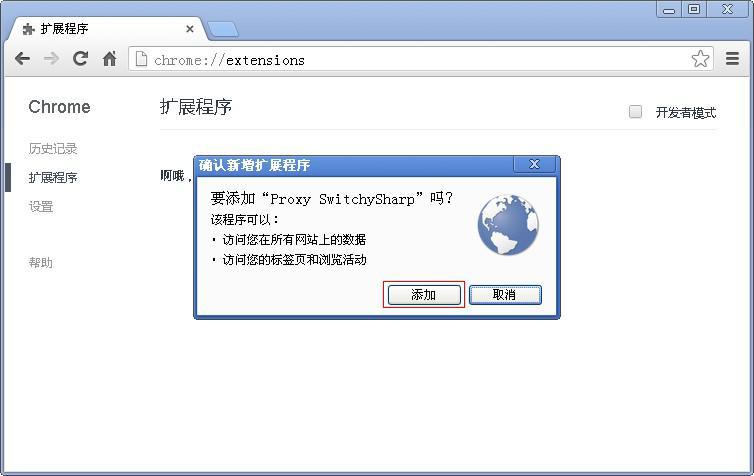 扩展程序
chrome://extensions
Chrome
扩展程序
开发者模式
历史记录
扩展程序
设置
帮助
啊哦，
确认新增扩展程序
要添加“Proxy SwitchySharp”吗？
该程序可以：
· 访问您在所有网站上的数据
· 访问您的标签页和浏览活动
添加
取消